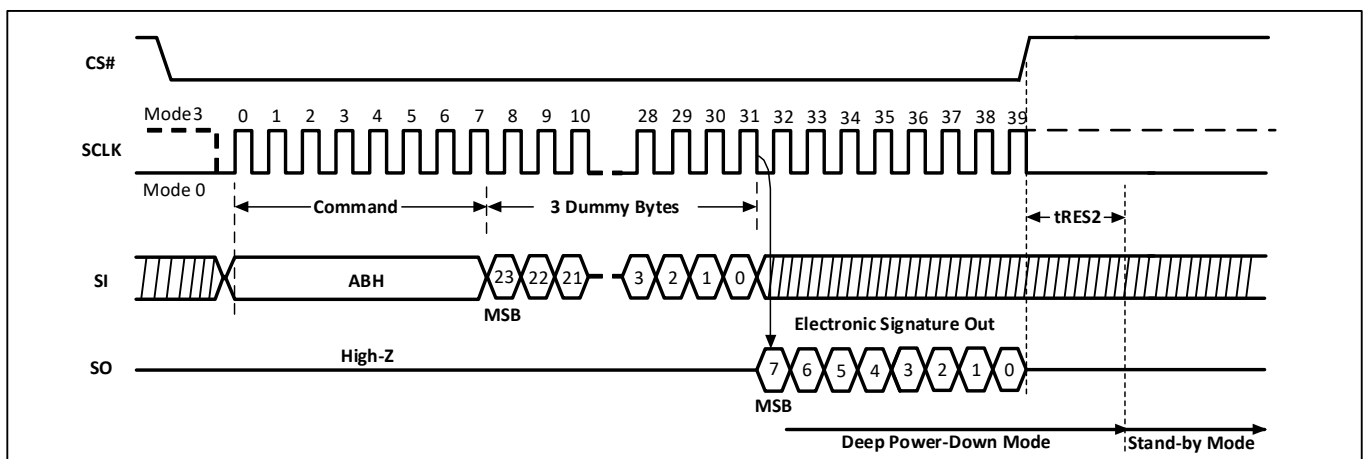 CS#
Mode3
0 1 2 3 4 5 6 7 8 9 10 28 29 30 31 32 33 34 35 36 37 38 39
SCLK
Mode 0
Command
3 Dummy Bytes
tRES2
SI
ABH
23 22 21 3 2 1 0
MSB
Electronic Signature Out
High-Z
SO
7 6 5 4 3 2 1 0
MSB
Deep Power-Down Mode
Stand-by Mode